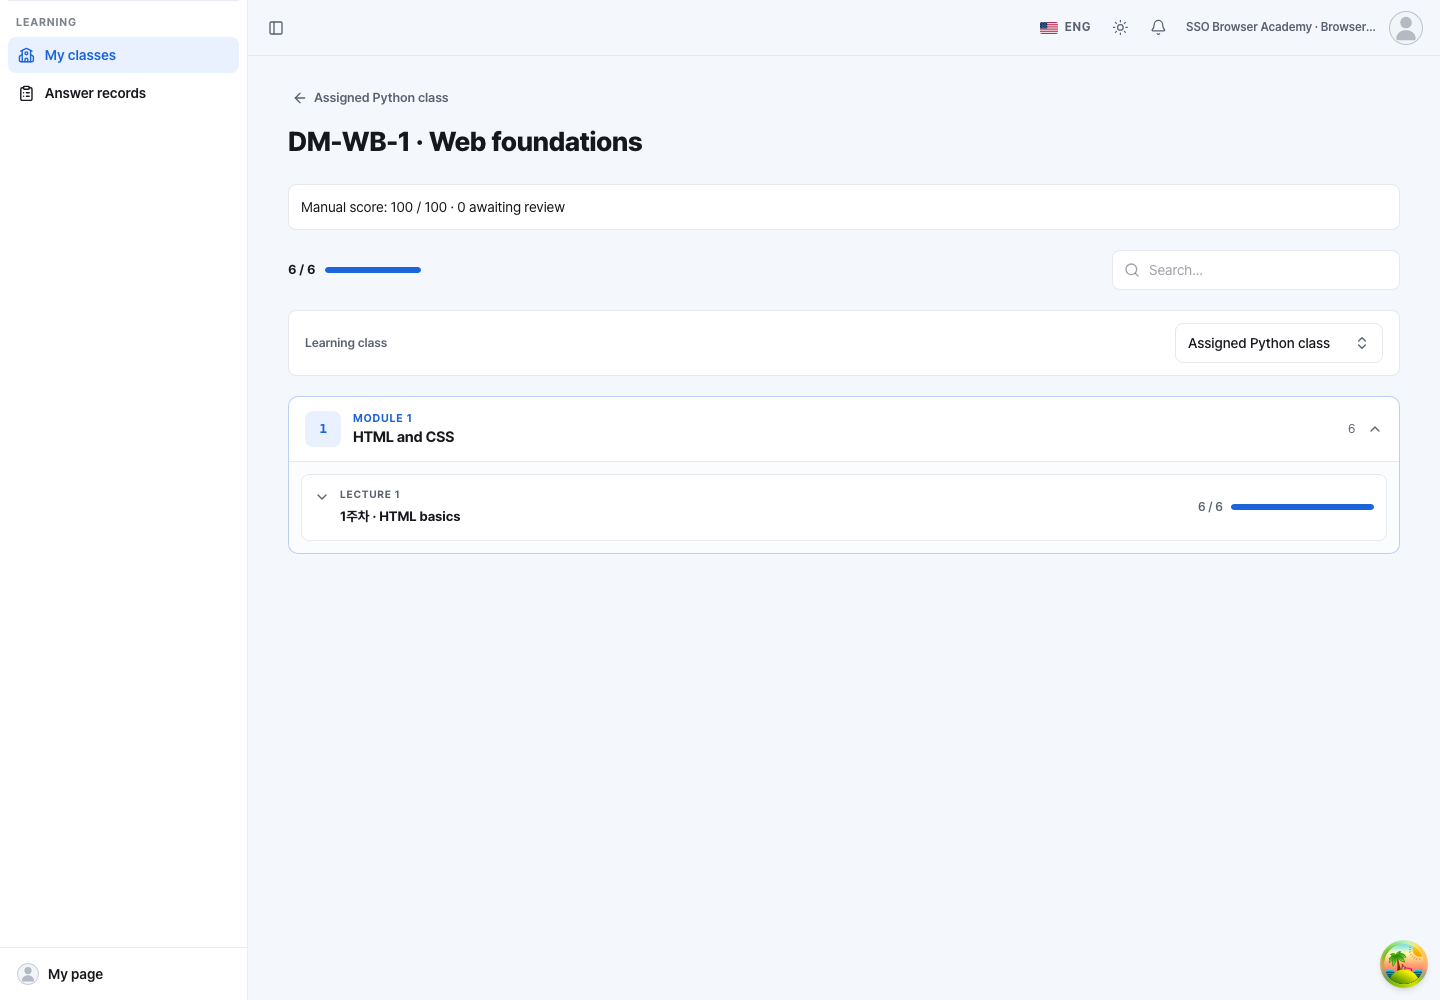 LEARNING
My classes
Answer records
My page
ENG
SSO Browser Academy · Browser...
Assigned Python class
DM-WB-1 · Web foundations
Manual score: 100 / 100 · 0 awaiting review
6 / 6
Search...
Learning class
Assigned Python class
1
MODULE 1
HTML and CSS
6
LECTURE 1
1주차 · HTML basics
6 / 6